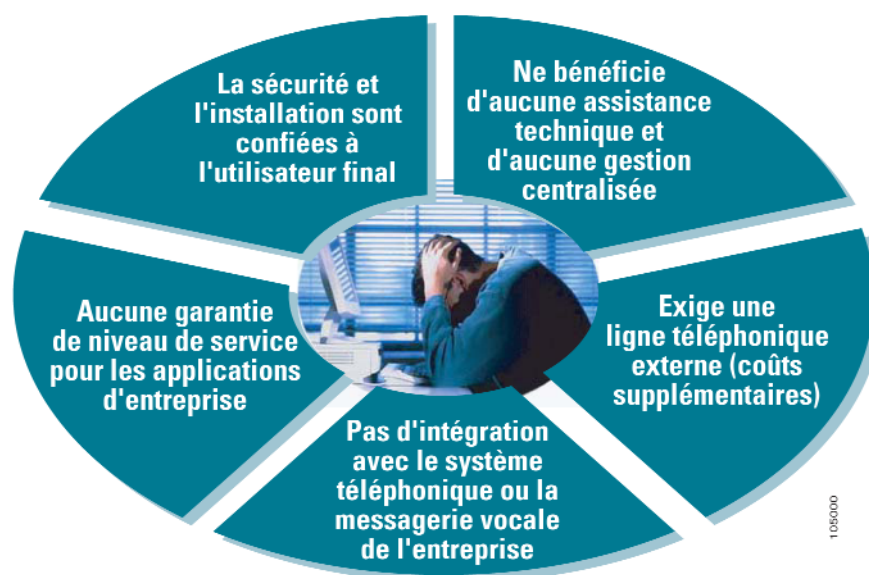 La sécurité et
l'installation sont
confiées à
l'utilisateur final
Ne bénéficie
d'aucune assistance
technique et
d'aucune gestion
centralisée
Aucune garantie
de niveau de service
pour les applications
d'entreprise
Exige une
ligne téléphonique
externe (coûts
supplémentaires)
Pas d'intégration
avec le système
téléphonique ou la
messagerie vocale
de l'entreprise
105000